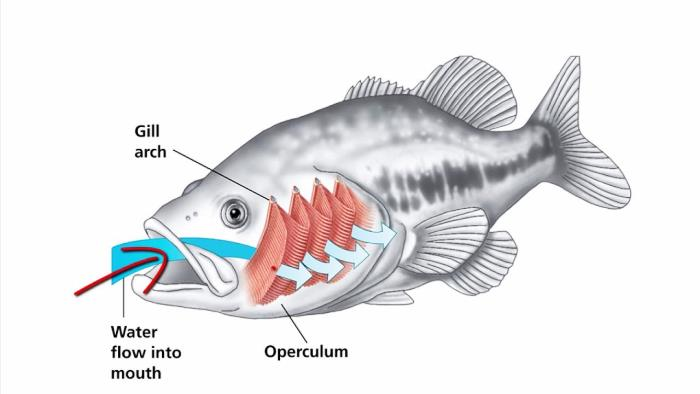 Gill
arch
Water
flow into
mouth
Operculum